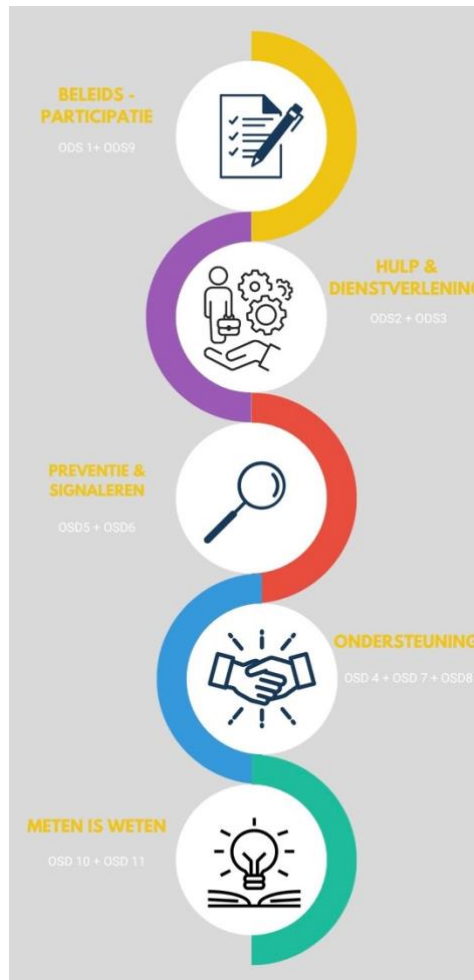 BELEIDS -
PARTICIPATIE
ODS 1+ ODS9
HULP &
DIENSTVERLENING
ODS2 + ODS3
PREVENTIE &
SIGNALEREN
OSD5 + OSD6
ONDERSTEUNING
OSD 4 + OSD 7 + OSD8
METEN IS WETEN
OSD 10 + OSD 11